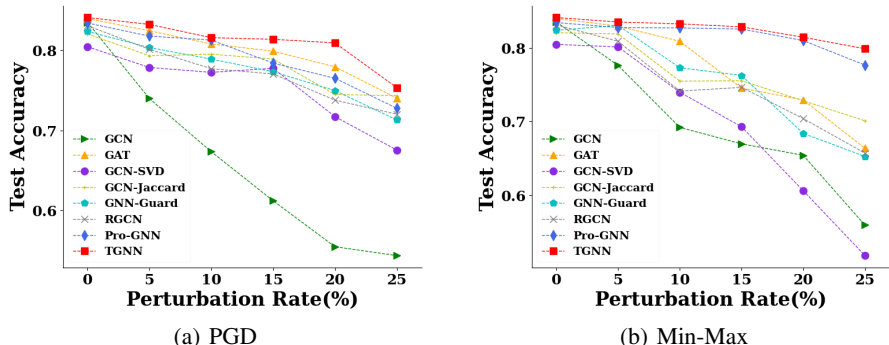 Test Accuracy
0.8
0.7
0.6
GCN
GAT
GCN-SVD
GCN-Jaccard
GNN-Guard
RGCN
Pro-GNN
TGNN
0 5 10 15 20 25
Perturbation Rate(%)
(a) PGD
Test Accuracy
0.8
0.7
0.6
GCN
GAT
GCN-SVD
GCN-Jaccard
GNN-Guard
RGCN
Pro-GNN
TGNN
0 5 10 15 20 25
Perturbation Rate(%)
(b) Min-Max